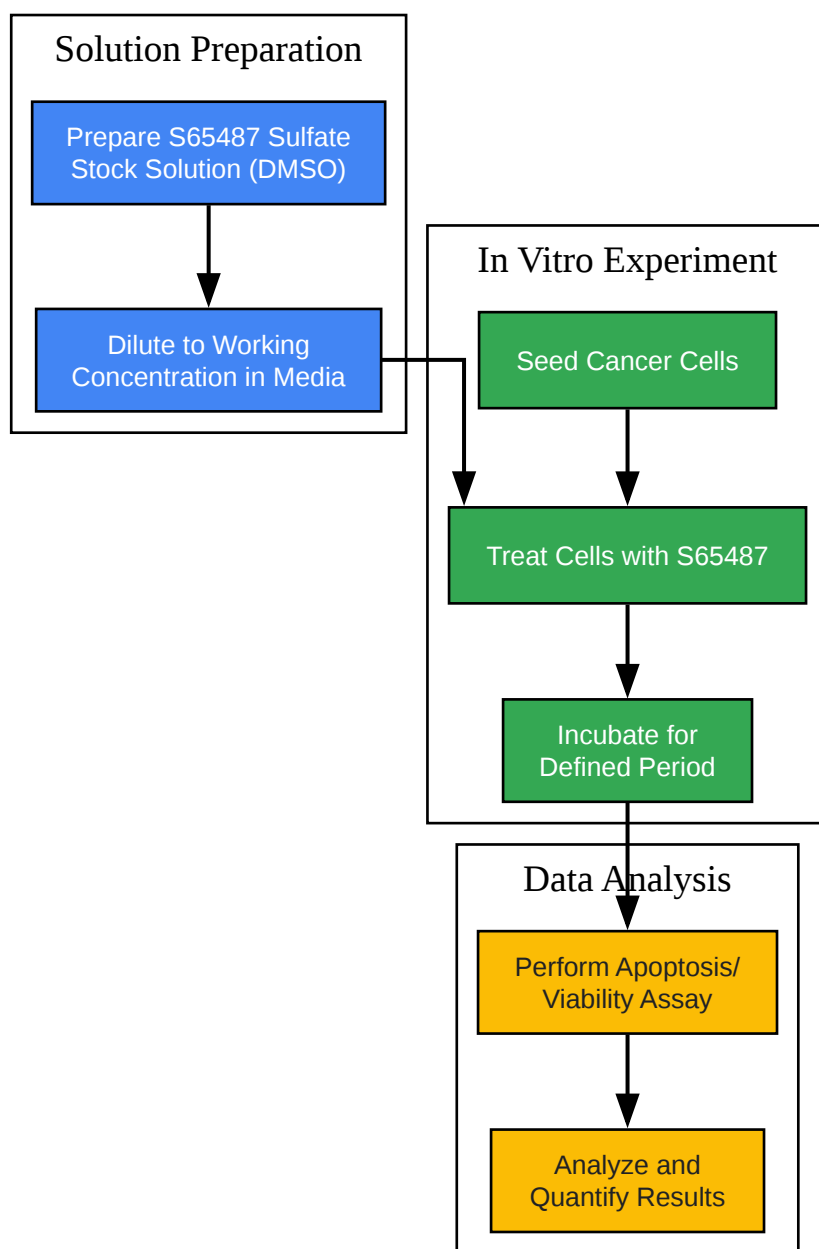 Solution Preparation
Prepare S65487 Sulfate
Stock Solution (DMSO)
Dilute to Working
Concentration in Media
In Vitro Experiment
Seed Cancer Cells
Treat Cells with S65487
Incubate for
Defined Period
Data Analysis
Perform Apoptosis/
Viability Assay
Analyze and
Quantify Results